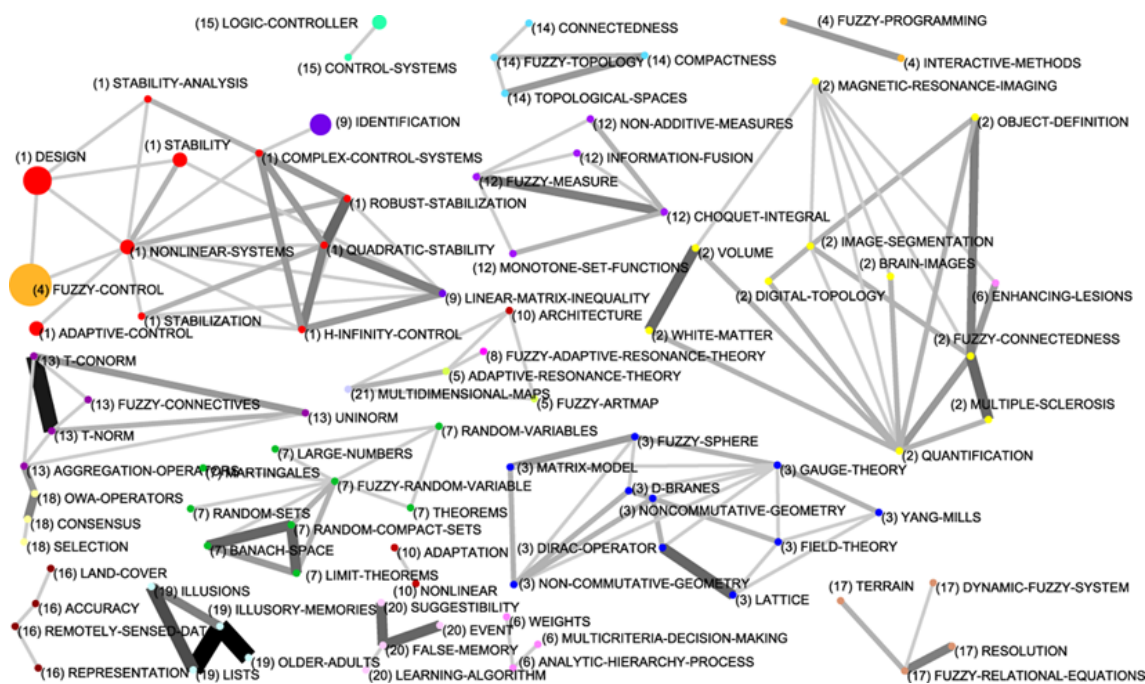 (15) LOGIC-CONTROLLER
(15) CONTROL-SYSTEMS
(14) CONNECTEDNESS
(14) FUZZY-TOPOLOGY
(14) COMPACTNESS
(14) TOPOLOGICAL-SPACES
(4) FUZZY-PROGRAMMING
(4) INTERACTIVE-METHODS
(1) STABILITY-ANALYSIS
(9) IDENTIFICATION
(1) DESIGN
(1) STABILITY
(1) COMPLEX-CONTROL-SYSTEMS
(1) ROBUST-STABILIZATION
(1) NONLINEAR-SYSTEMS
(1) QUADRATIC-STABILITY
(4) FUZZY-CONTROL
(9) LINEAR-MATRIX-INEQUALITY
(1) STABILIZATION
(1) ADAPTIVE-CONTROL
(1) H-INFINITY-CONTROL
(12) NON-ADDITIVE-MEASURES
(12) INFORMATION-FUSION
(12) FUZZY-MEASURE
(12) CHOQUET-INTEGRAL
(12) MONOTONE-SET-FUNCTIONS
(2) MAGNETIC-RESONANCE-IMAGING
(2) OBJECT-DEFINITION
(2) VOLUME
(2) IMAGE-SEGMENTATION
(2) BRAIN-IMAGES
(2) DIGITAL-TOPOLOGY
(6) ENHANCING-LESIONS
(2) WHITE-MATTER
(2) FUZZY-CONNECTEDNESS
(2) MULTIPLE-SCLEROSIS
(2) QUANTIFICATION
(10) ARCHITECTURE
(8) FUZZY-ADAPTIVE-RESONANCE-THEORY
(5) ADAPTIVE-RESONANCE-THEORY
(21) MULTIDIMENSIONAL-MAPS
(5) FUZZY-ARTMAP
(13) T-CONORM
(13) FUZZY-CONNECTIVES
(13) UNINORM
(13) T-NORM
(13) AGGREGATION-OPERATORS
(18) OWA-OPERATORS
(18) CONSENSUS
(18) SELECTION
(7) RANDOM-VARIABLES
(7) LARGE-NUMBERS
(7) MARTINGALES
(7) FUZZY-RANDOM-VARIABLE
(7) RANDOM-SETS
(7) THEOREMS
(7) RANDOM-COMPACT-SETS
(7) BANACH-SPACE
(7) LIMIT-THEOREMS
(3) FUZZY-SPHERE
(3) MATRIX-MODEL
(3) GAUGE-THEORY
(3) D-BRANES
(3) NONCOMMUTATIVE-GEOMETRY
(3) YANG-MILLS
(3) DIRAC-OPERATOR
(3) FIELD-THEORY
(3) NON-COMMUTATIVE-GEOMETRY
(3) LATTICE
(10) ADAPTATION
(10) NONLINEAR
(16) LAND-COVER
(16) ACCURACY
(16) REMOTELY-SENSED-DAT
(16) REPRESENTATION
(19) ILLUSIONS
(19) ILLUSORY-MEMORIES
(19) OLDER-ADULTS
(19) LISTS
(20) SUGGESTIBILITY
(20) EVENT
(20) FALSE-MEMORY
(20) LEARNING-ALGORITHM
(6) WEIGHTS
(6) MULTICRITERIA-DECISION-MAKING
(6) ANALYTIC-HIERARCHY-PROCESS
(17) TERRAIN
(17) DYNAMIC-FUZZY-SYSTEM
(17) RESOLUTION
(17) FUZZY-RELATIONAL-EQUATIONS